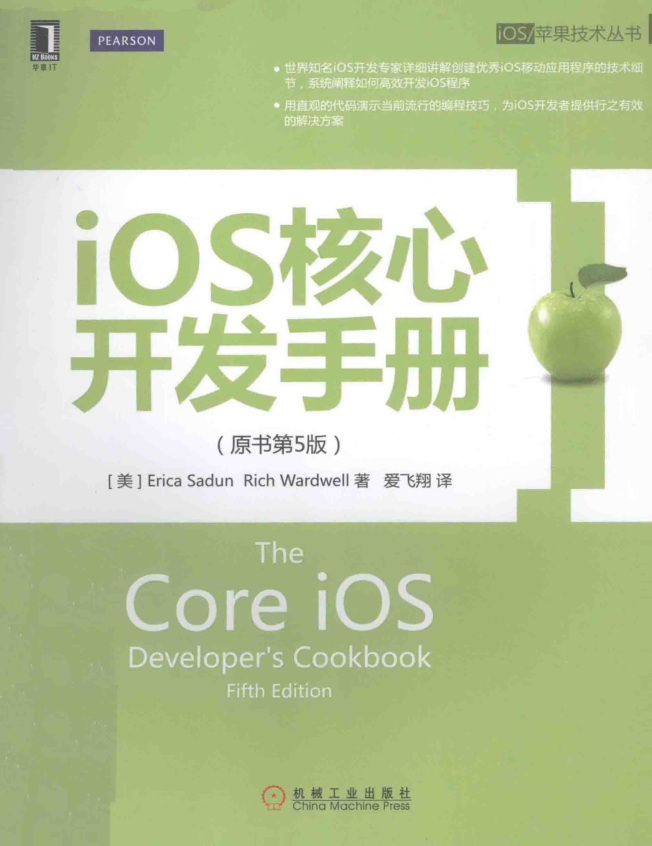 HZ Books
华章IT
PEARSON
iOS/苹果技术丛书
• 世界知名iOS开发专家详细讲解创建优秀iOS移动应用程序的技术细
节，系统阐释如何高效开发iOS程序
• 用直观的代码演示当前流行的编程技巧，为iOS开发者提供行之有效
的解决方案
iOS核心
开发手册
（原书第5版）
[ 美 ] Erica Sadun Rich Wardwell 著 爱飞翔 译
The
Core iOS
Developer's Cookbook
Fifth Edition
机械工业出版社
China Machine Press